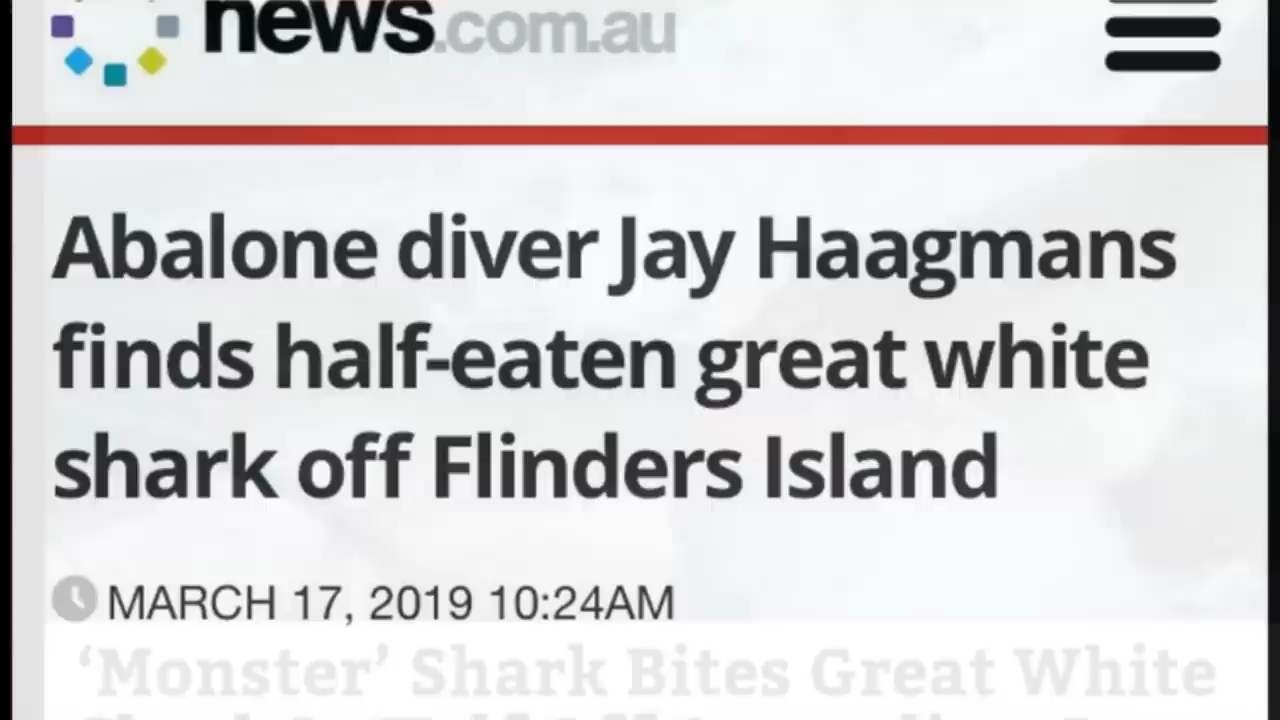 news.com.au
Abalone diver Jay Haagmans
finds half-eaten great white
shark off Flinders Island
MARCH 17, 2019 10:24AM
‘Monster’ Shark Bites Great White